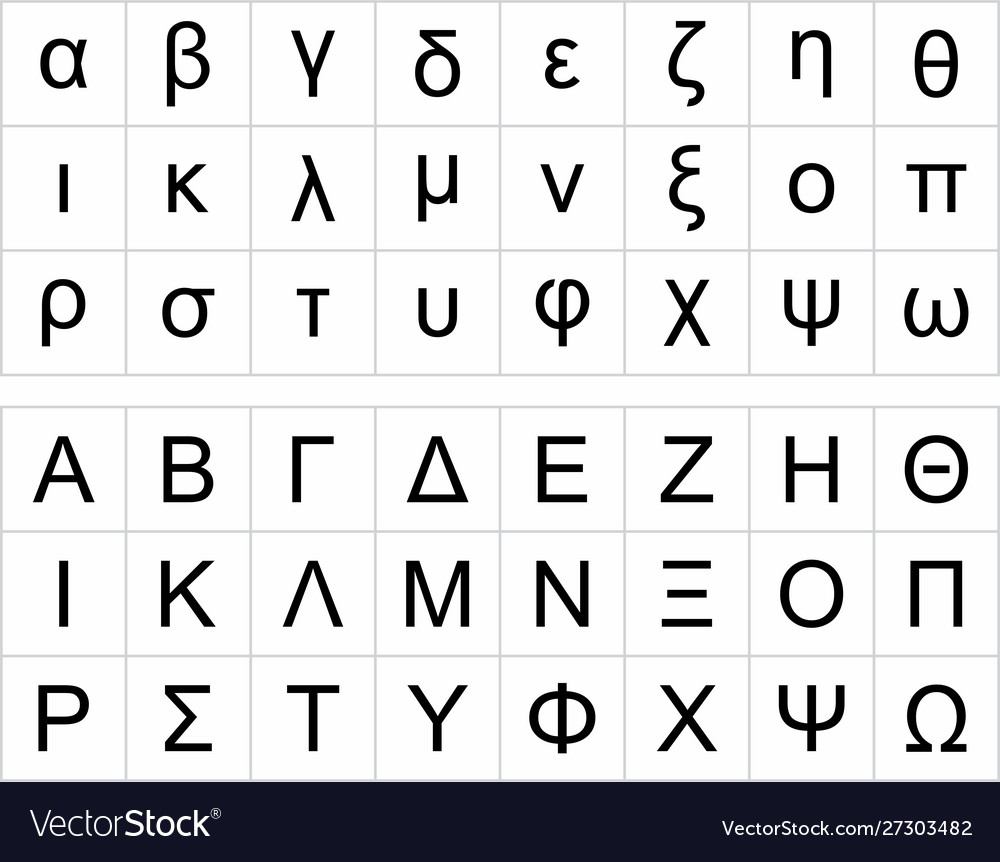 α β γ δ ε ζ η θ
ι κ λ μ ν ξ ο π
ρ σ τ υ φ χ ψ ω
Α Β Γ Δ Ε Ζ Η Θ
Ι Κ Λ Μ Ν Ξ Ο Π
Ρ Σ Τ Υ Φ Χ Ψ Ω
VectorStock® VectorStock.com/27303482